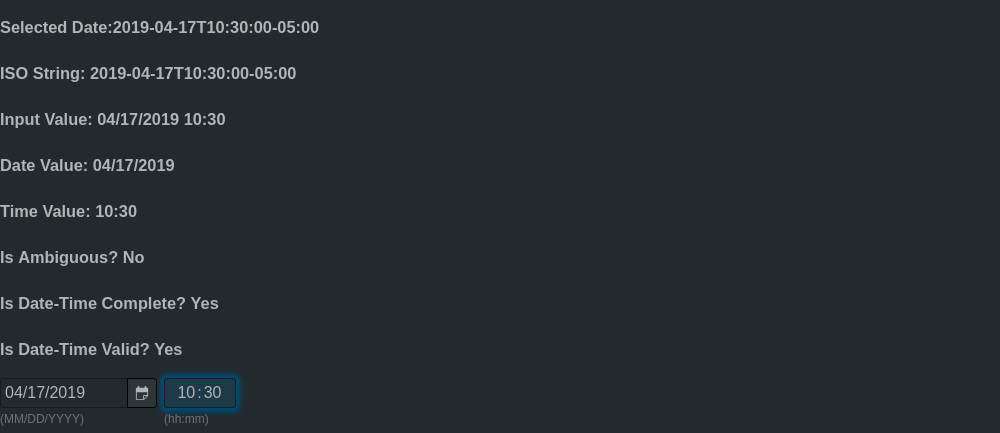 Selected Date:2019-04-17T10:30:00-05:00
ISO String: 2019-04-17T10:30:00-05:00
Input Value: 04/17/2019 10:30
Date Value: 04/17/2019
Time Value: 10:30
Is Ambiguous? No
Is Date-Time Complete? Yes
Is Date-Time Valid? Yes
04/17/2019 10:30
(MM/DD/YYYY) (hh:mm)